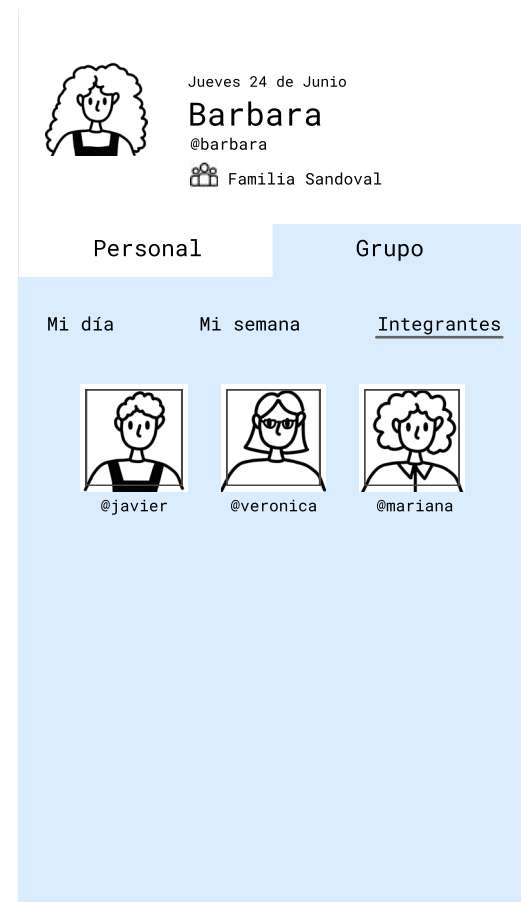 Jueves 24 de Junio
Barbara
@barbara
Familia Sandoval
Personal Grupo
Mi día Mi semana Integrantes
@javier @veronica @mariana